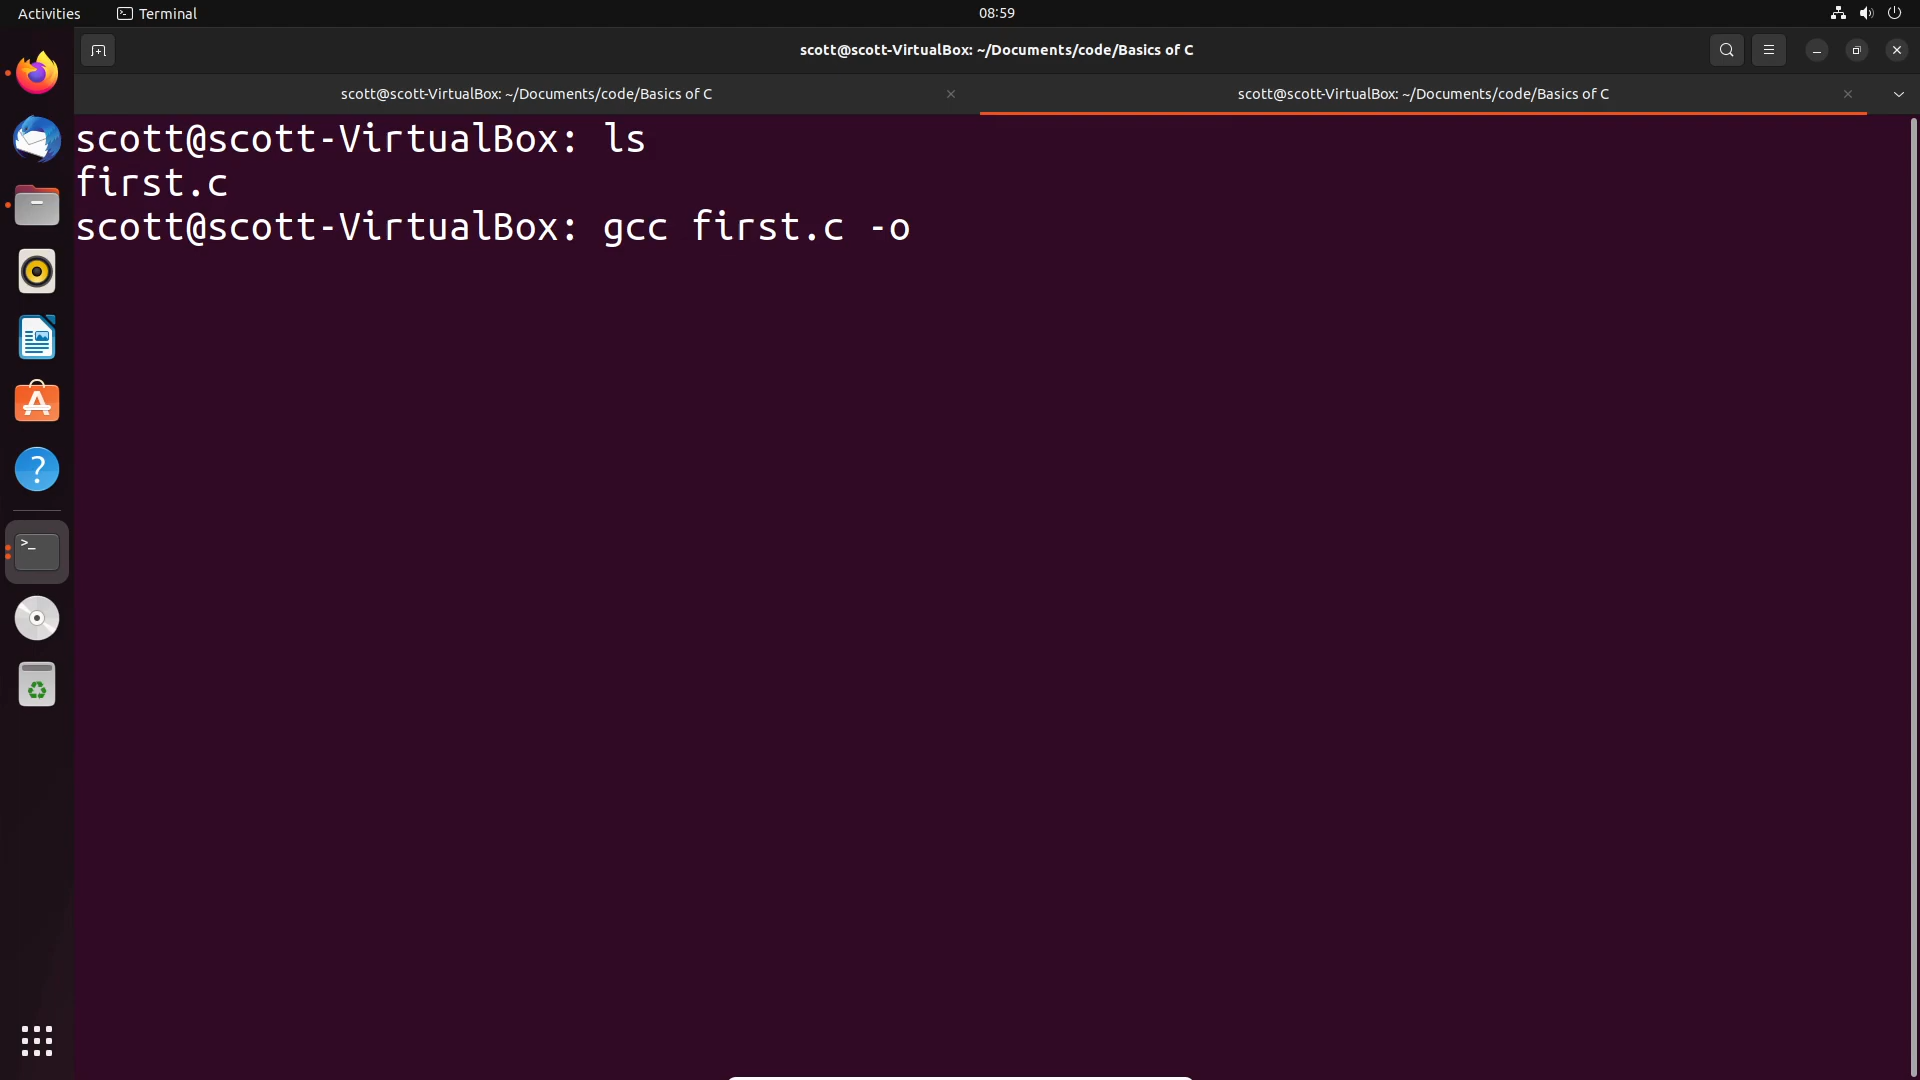 Activities
Terminal
08:59
scott@scott-VirtualBox: ~/Documents/code/Basics of C
scott@scott-VirtualBox: ~/Documents/code/Basics of C
scott@scott-VirtualBox: ~/Documents/code/Basics of C
scott@scott-VirtualBox: ls
first.c
scott@scott-VirtualBox: gcc first.c -o